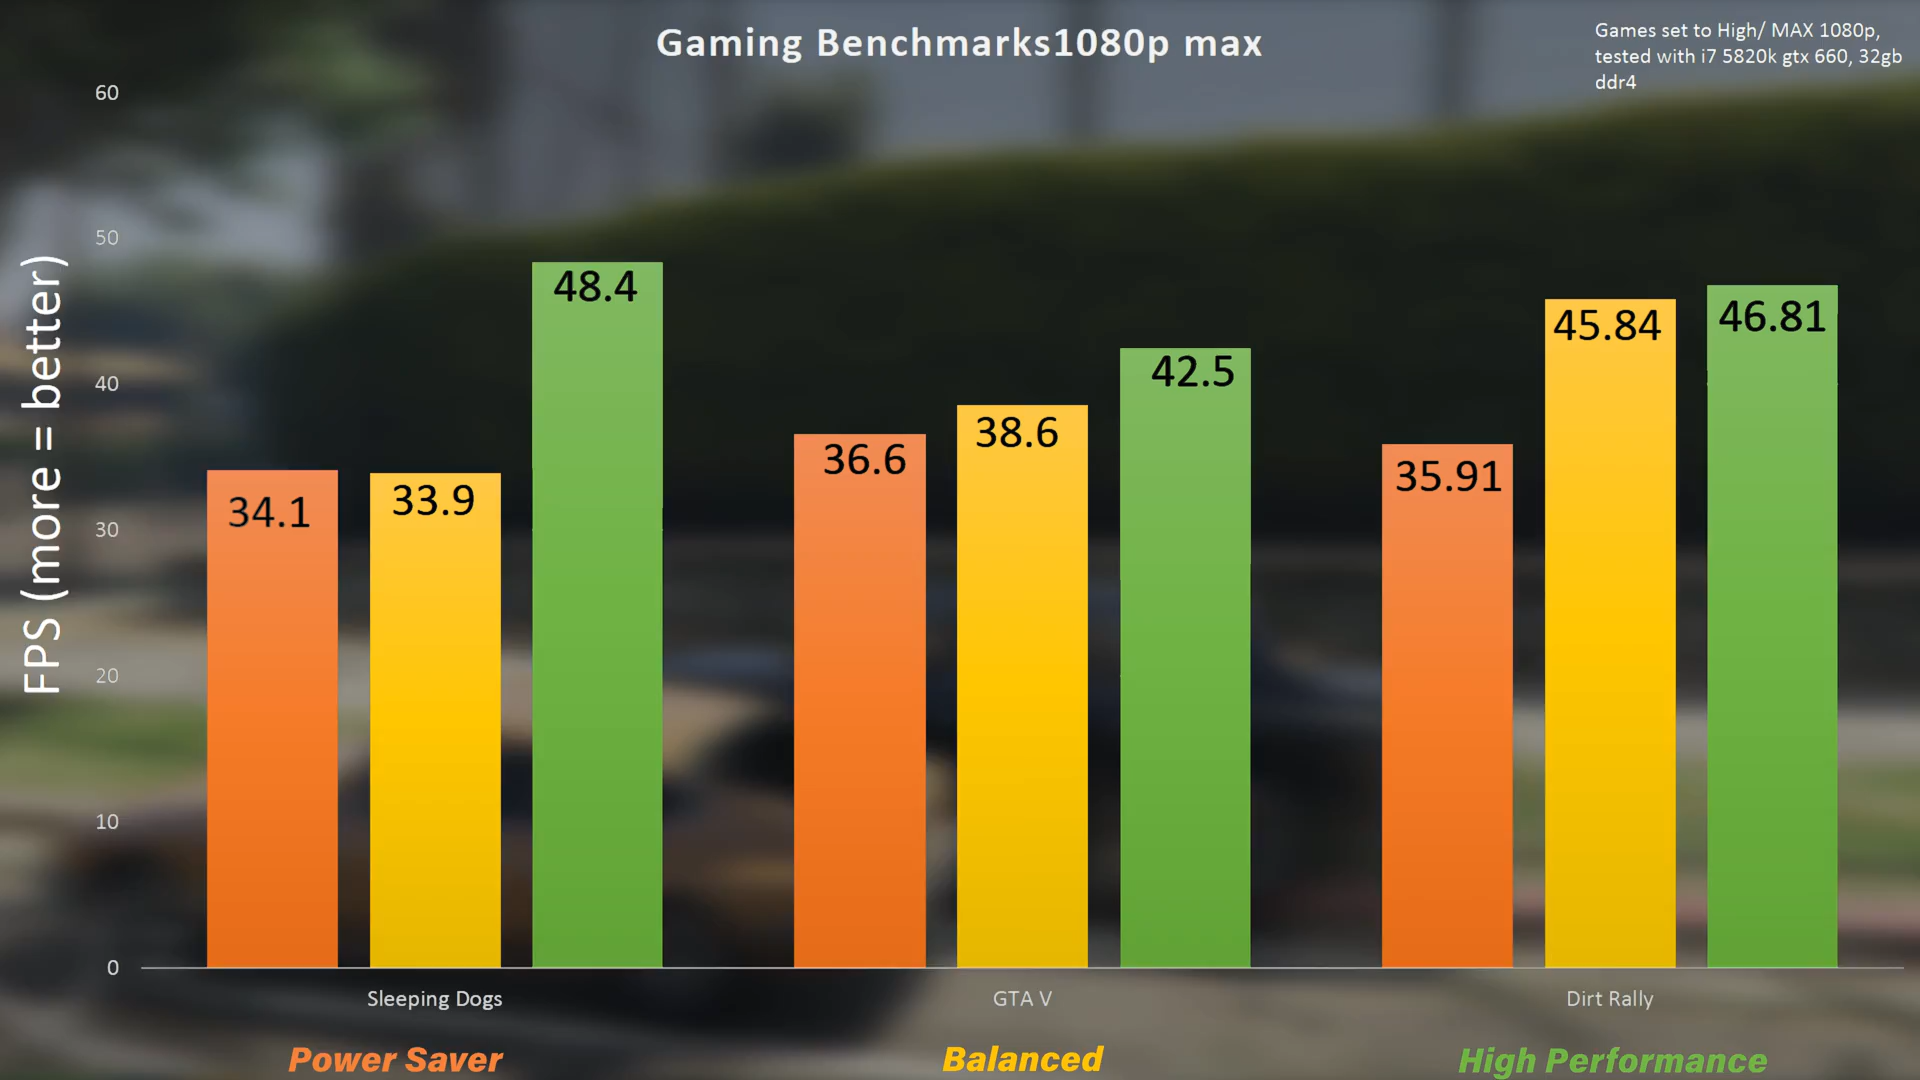 Gaming Benchmarks1080p max
Games set to High/ MAX 1080p,
tested with i7 5820k gtx 660, 32gb
ddr4
FPS (more = better)
60
50
40
30
20
10
0
34.1
33.9
48.4
36.6
38.6
42.5
35.91
45.84
46.81
Sleeping Dogs
GTA V
Dirt Rally
Power Saver
Balanced
High Performance